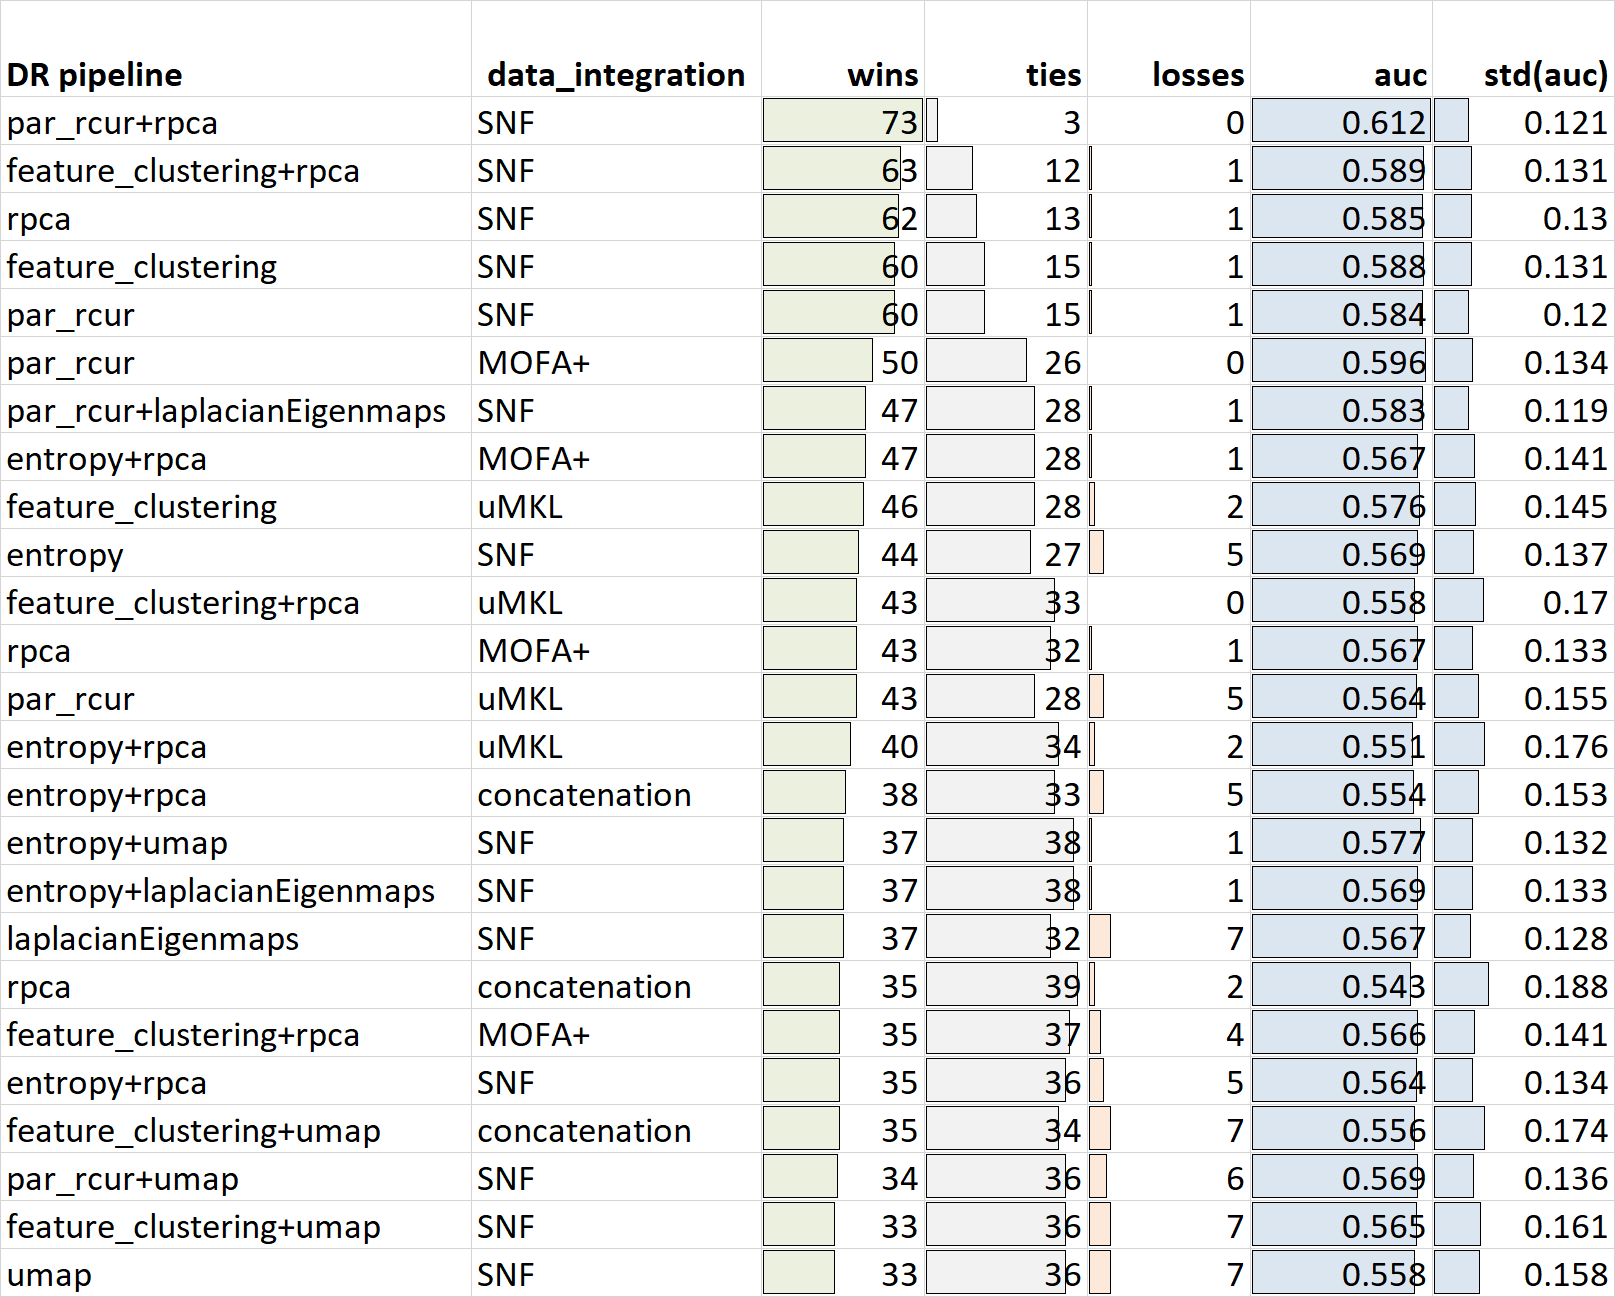 DR pipeline data_integration wins ties losses auc std(auc)
par_rcur+rpca SNF 73 3 0 0.612 0.121
feature_clustering+rpca SNF 63 12 1 0.589 0.131
rpca SNF 62 13 1 0.585 0.13
feature_clustering SNF 60 15 1 0.588 0.131
par_rcur SNF 60 15 1 0.584 0.12
par_rcur MOFA+ 50 26 0 0.596 0.134
par_rcur+laplacianEigenmaps SNF 47 28 1 0.583 0.119
entropy+rpca MOFA+ 47 28 1 0.567 0.141
feature_clustering uMKL 46 28 2 0.576 0.145
entropy SNF 44 27 5 0.569 0.137
feature_clustering+rpca uMKL 43 33 0 0.558 0.17
rpca MOFA+ 43 32 1 0.567 0.133
par_rcur uMKL 43 28 5 0.564 0.155
entropy+rpca uMKL 40 34 2 0.551 0.176
entropy+rpca concatenation 38 33 5 0.554 0.153
entropy+umap SNF 37 38 1 0.577 0.132
entropy+laplacianEigenmaps SNF 37 38 1 0.569 0.133
laplacianEigenmaps SNF 37 32 7 0.567 0.128
rpca concatenation 35 39 2 0.543 0.188
feature_clustering+rpca MOFA+ 35 37 4 0.566 0.141
entropy+rpca SNF 35 36 5 0.564 0.134
feature_clustering+umap concatenation 35 34 7 0.556 0.174
par_rcur+umap SNF 34 36 6 0.569 0.136
feature_clustering+umap SNF 33 36 7 0.565 0.161
umap SNF 33 36 7 0.558 0.158